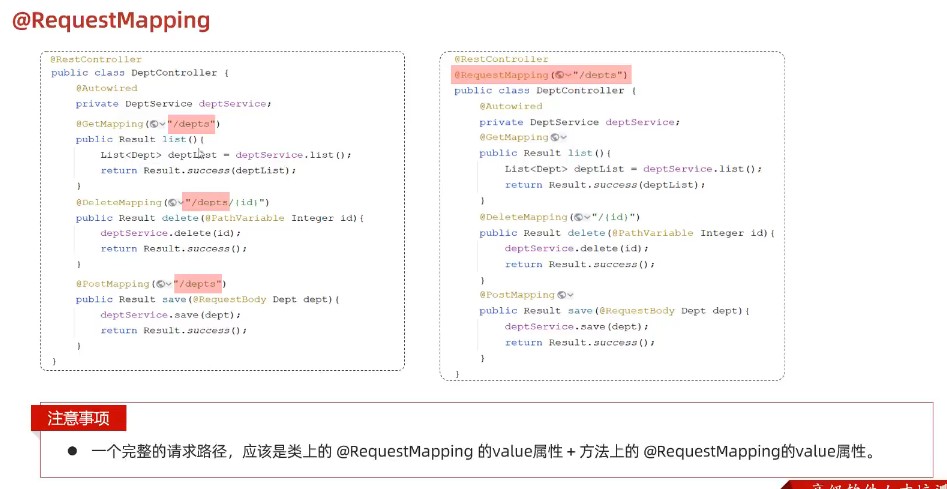 @RequestMapping
@RestController
public class DeptController {
@Autowired
private DeptService deptService;
@GetMapping("/depts")
public Result list(){
List<Dept> deptList = deptService.list();
return Result.success(deptList);
}
@DeleteMapping("/depts/{id}")
public Result delete(@PathVariable Integer id){
deptService.delete(id);
return Result.success();
}
@PostMapping("/depts")
public Result save(@RequestBody Dept dept){
deptService.save(dept);
return Result.success();
}
}
@RestController
@RequestMapping("/depts")
public class DeptController {
@Autowired
private DeptService deptService;
@GetMapping
public Result list(){
List<Dept> deptList = deptService.list();
return Result.success(deptList);
}
@DeleteMapping("/{id}")
public Result delete(@PathVariable Integer id){
deptService.delete(id);
return Result.success();
}
@PostMapping
public Result save(@RequestBody Dept dept){
deptService.save(dept);
return Result.success();
}
}
注意事项
● 一个完整的请求路径，应该是类上的 @RequestMapping 的value属性 + 方法上的 @RequestMapping的value属性。